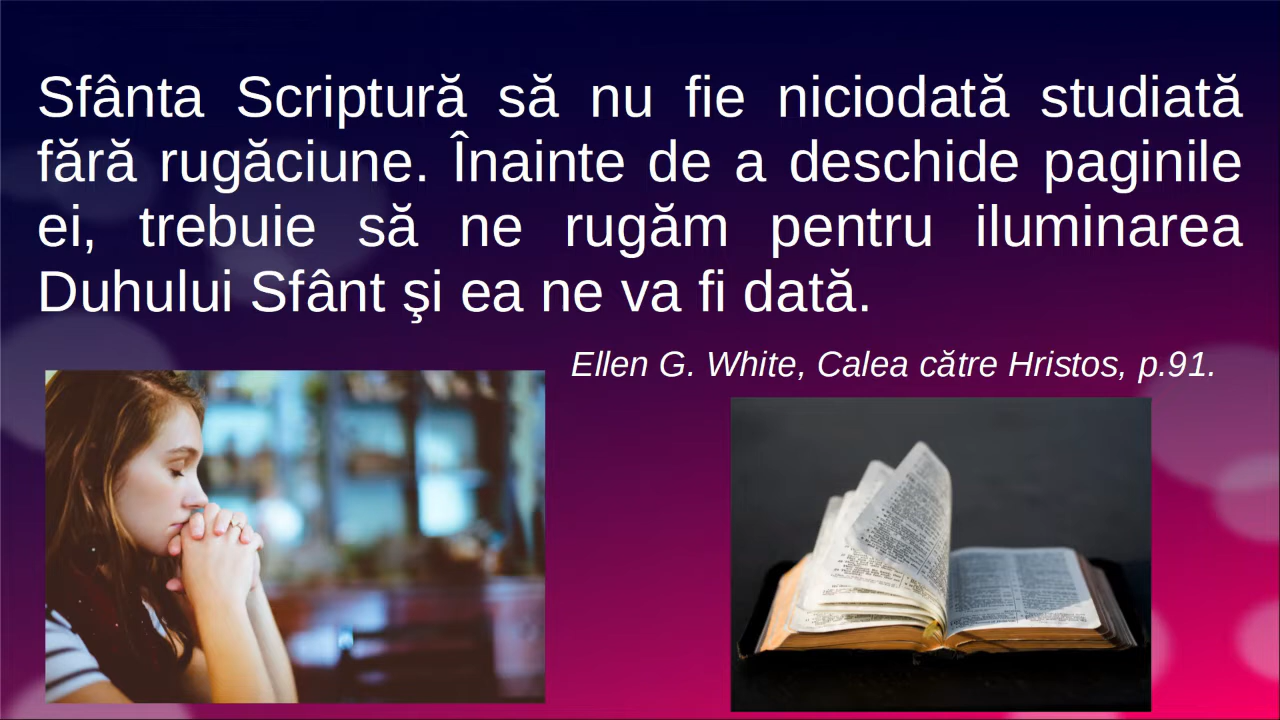 Sfânta Scriptură să nu fie niciodată studiată
fără rugăciune. Înainte de a deschide paginile
ei, trebuie să ne rugăm pentru iluminarea
Duhului Sfânt şi ea ne va fi dată.
Ellen G. White, Calea către Hristos, p.91.